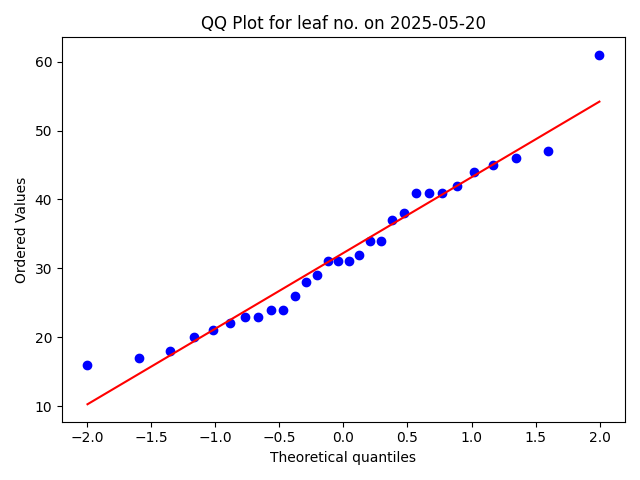 QQ Plot for leaf no. on 2025-05-20
60
50
40
30
20
10
Ordered Values
−2.0 −1.5 −1.0 −0.5 0.0 0.5 1.0 1.5 2.0
Theoretical quantiles